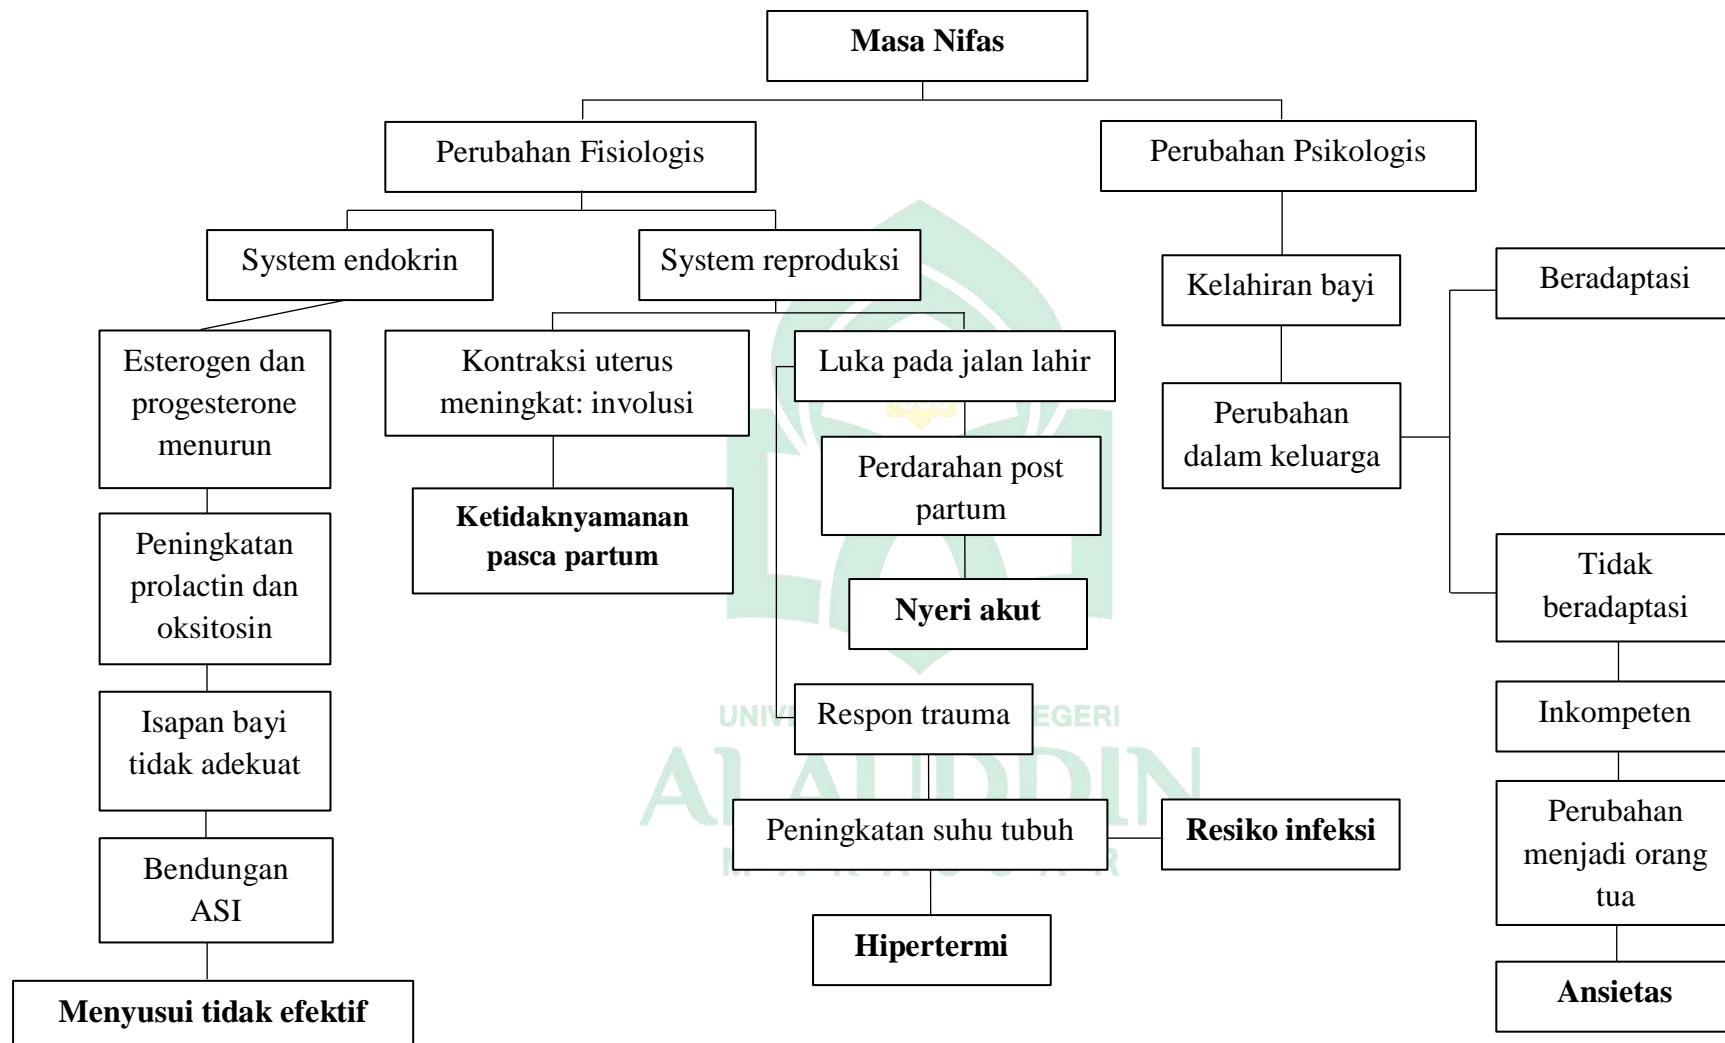 Masa Nifas
Perubahan Fisiologis
Perubahan Psikologis
System endokrin
System reproduksi
Kelahiran bayi
Beradaptasi
Esterogen dan
progesterone
menurun
Kontraksi uterus
meningkat: involusi
Luka pada jalan lahir
Perubahan
dalam keluarga
Perdarahan post
partum
Ketidaknyamanan
pasca partum
Peningkatan
prolactin dan
oksitosin
Nyeri akut
Tidak
beradaptasi
Isapan bayi
tidak adekuat
Respon trauma
Inkompeten
UNIV EGERI
ALAUDDIN
Peningkatan suhu tubuh
Resiko infeksi
Perubahan
menjadi orang
tua
Bendungan
ASI
Hipertermi
Ansietas
Menyusui tidak efektif